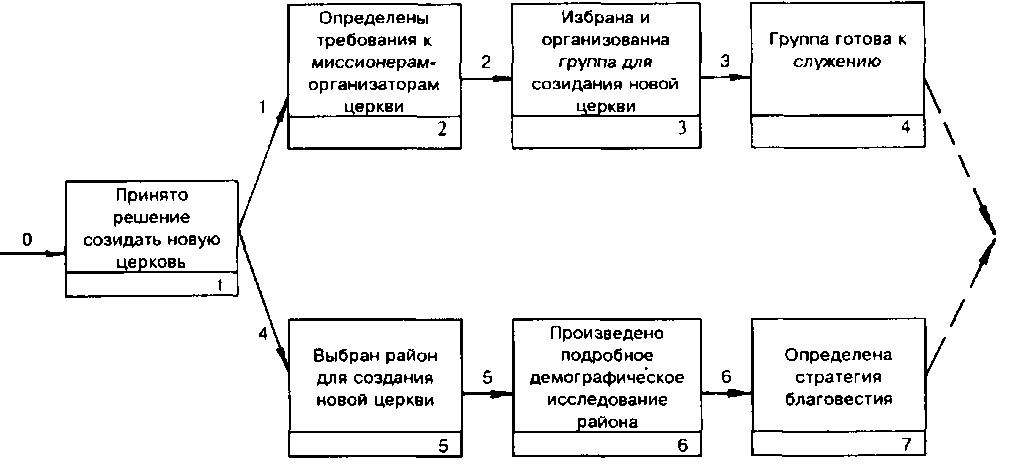 0
Принято
решение
созидать новую
церковь
1
1
Определены
требования к
миссионерам-
организаторам
церкви
2
2
Избрана и
организованна
группа для
созидания новой
церкви
3
3
Группа готова к
служению
4
4
Выбран район
для создания
новой церкви
5
5
Произведено
подробное
демографическое
исследование
района
6
6
Определена
стратегия
благовестия
7